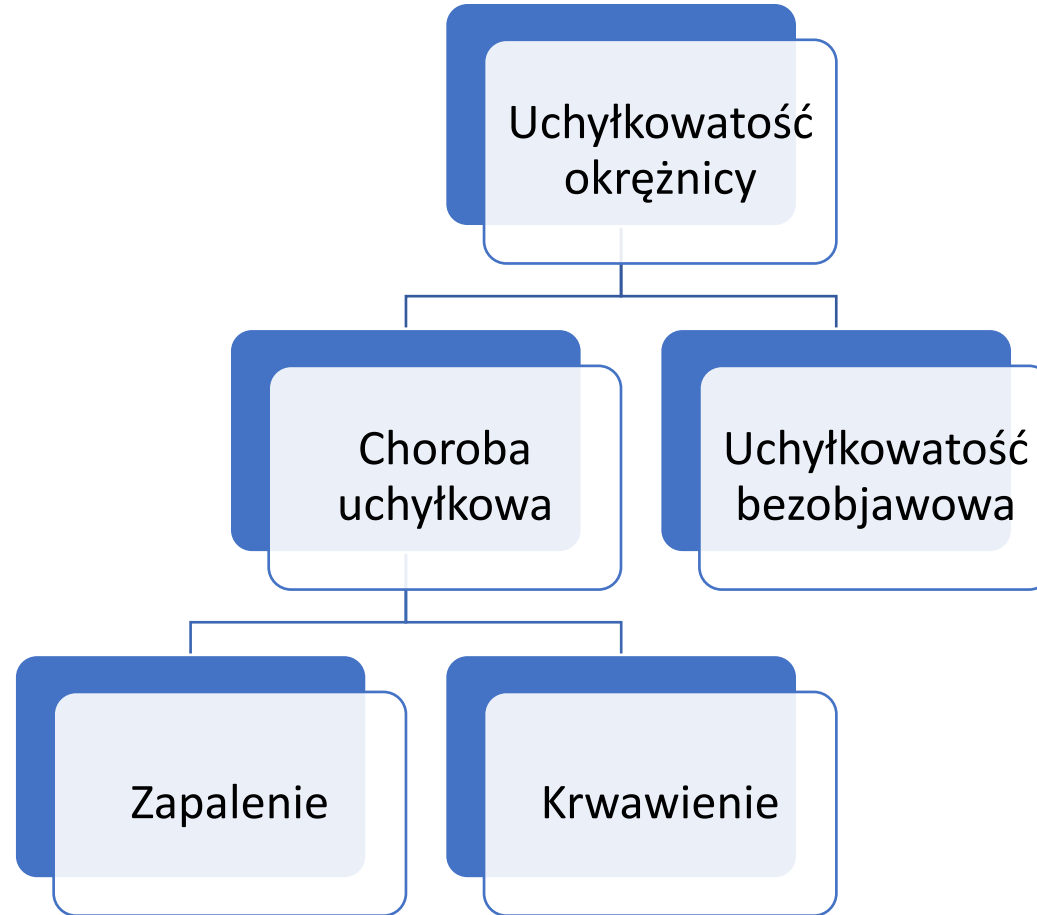 Uchyłkowatość
okrężnicy
Choroba
uchyłkowa
Uchyłkowatość
bezobjawowa
Zapalenie
Krwawienie